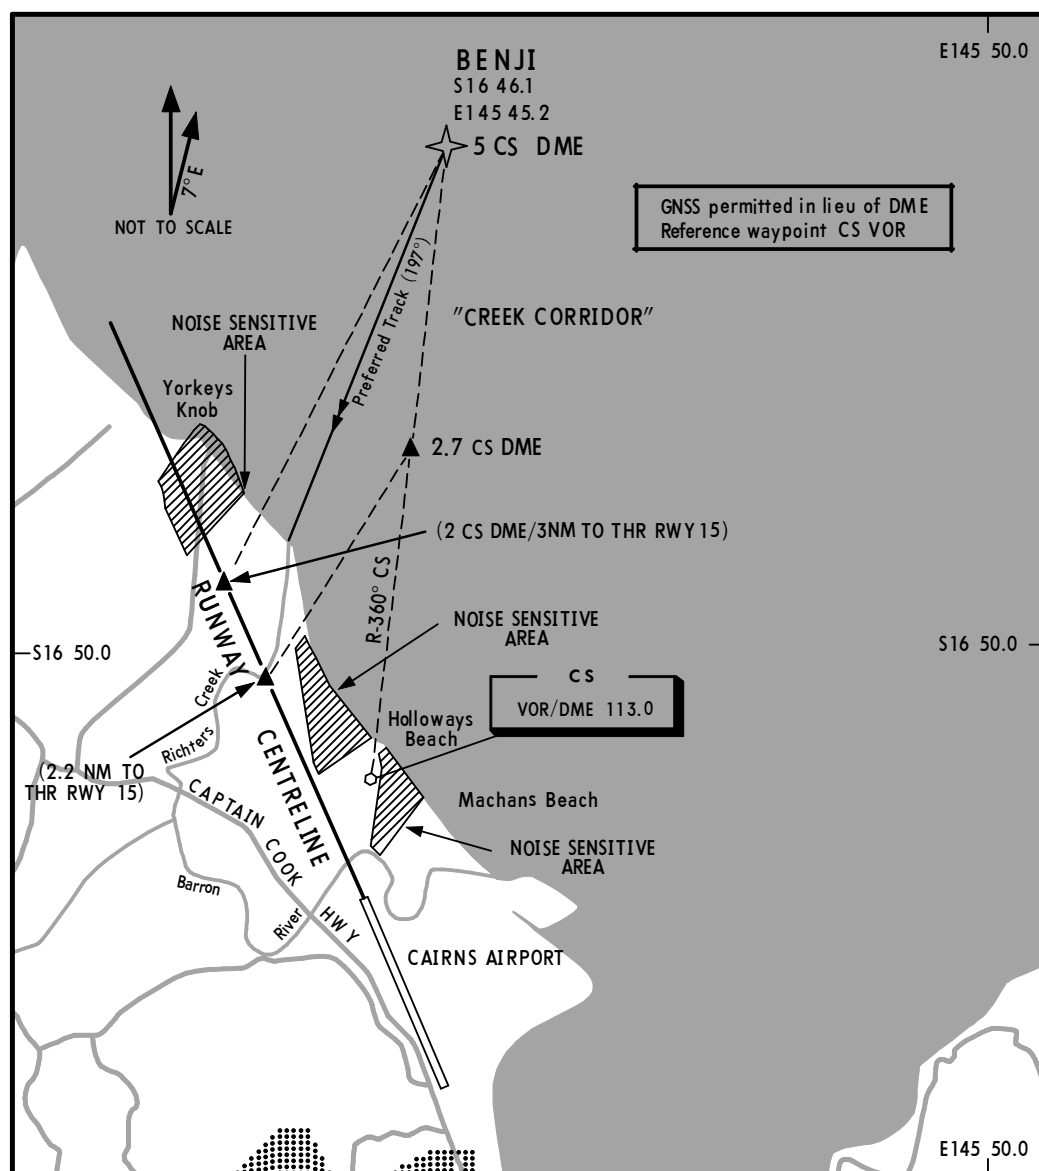 E145 50.0
BENJI
S16 46.1
E145 45.2
5 CS DME
7° E
NOT TO SCALE
GNSS permitted in lieu of DME
Reference waypoint CS VOR
Preferred Track (197°)
"CREEK CORRIDOR"
NOISE SENSITIVE
AREA
Yorkeys
Knob
2.7 CS DME
(2 CS DME/3NM TO THR RWY 15)
R-360° CS
RUNWAY
NOISE SENSITIVE
AREA
S16 50.0
S16 50.0
CS
VOR/DME 113.0
Creek
Richters
Holloways
Beach
(2.2 NM TO
THR RWY 15)
CENTRELINE
CAPTAIN
COOK
HWY
Machans Beach
NOISE SENSITIVE
AREA
Barron
River
CAIRNS AIRPORT
E145 50.0